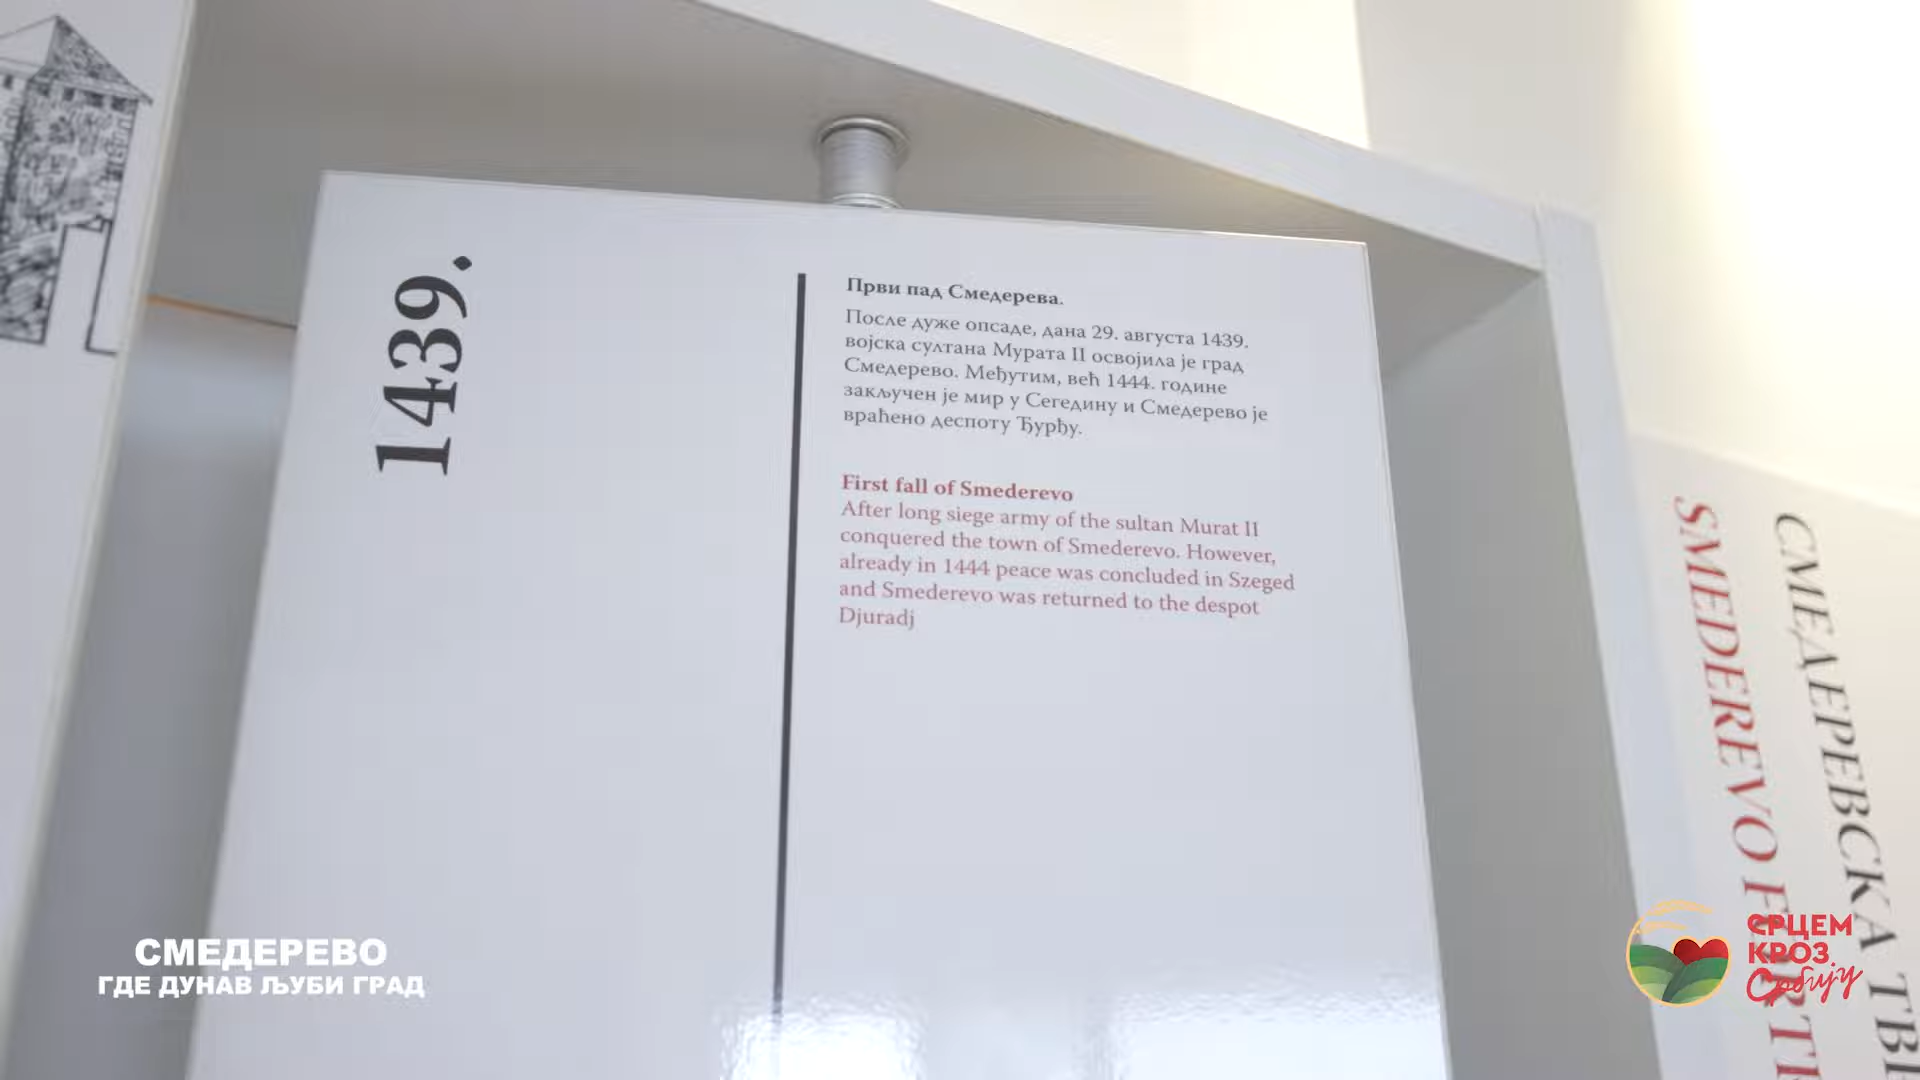 1439.
Први пад Смедерева.
После дуже опсаде, дана 29. августа 1439.
војска султана Мурата II освојила је град
Смедерево. Међутим, већ 1444. године
закључен је мир у Сегедину и Смедерево је
враћено деспоту Ђурђу.
First fall of Smederevo
After long siege army of the sultan Murat II
conquered the town of Smederevo. However,
already in 1444 peace was concluded in Szeged
and Smederevo was returned to the despot
Djuradj
SMEDEREVO
СМЕДЕРЕВСКА
СМЕДЕРЕВО
ГДЕ ДУНАВ ЉУБИ ГРАД
СРЦЕМ
КРОЗ
Србију